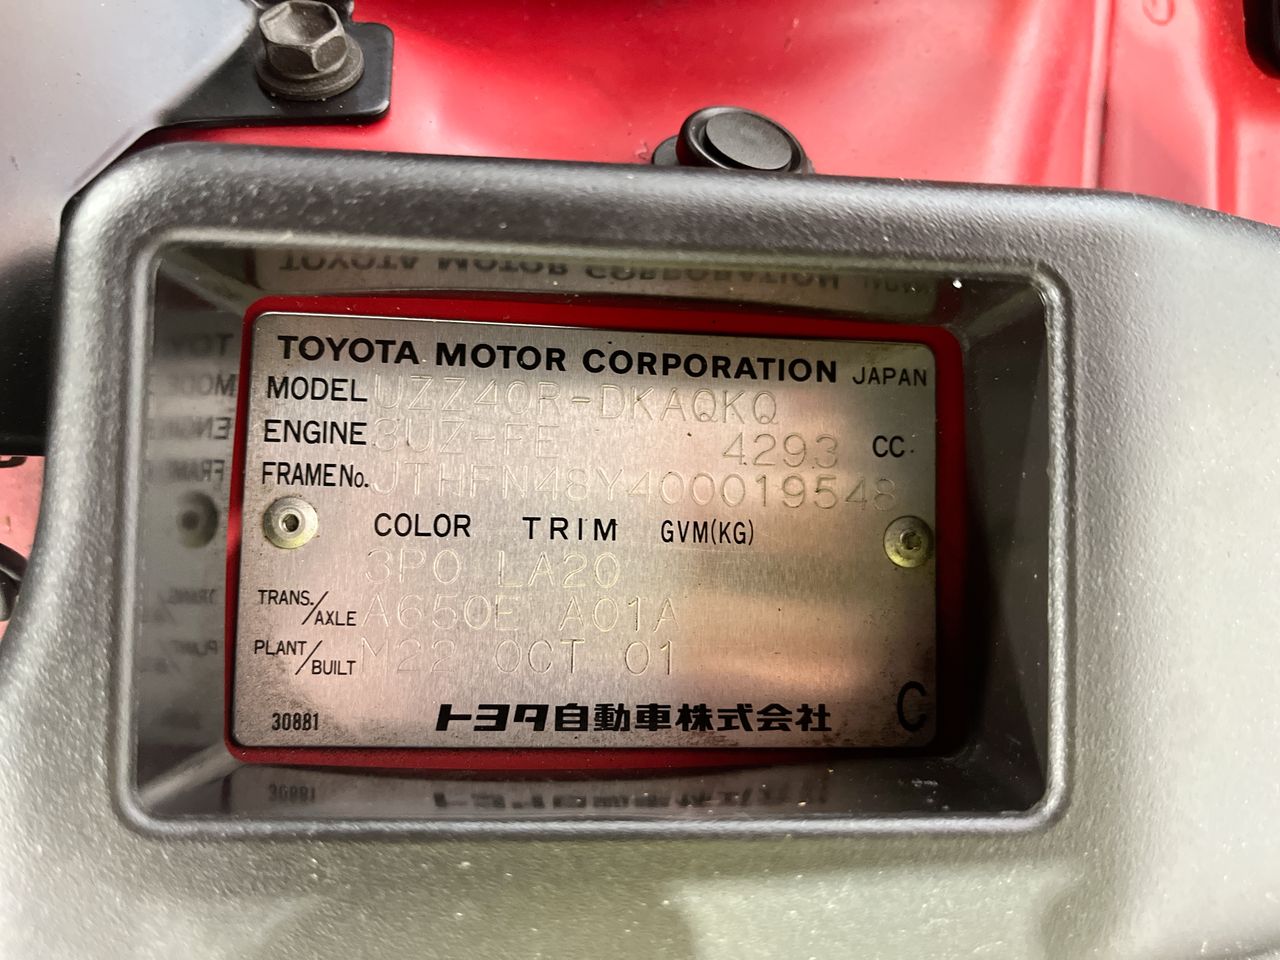 TOYOTA MOTOR CORPORATION JAPAN
MODEL UZZ40R-DKAQKQ
ENGINE 3UZ-FE 4293 CC
FRAME No. JTHFN48Y400019548
COLOR TRIM GVM(KG)
3P0 LA20
TRANS./AXLE A650E A01A
PLANT/BUILT M22 OCT 01
30881 トヨタ自動車株式会社 C